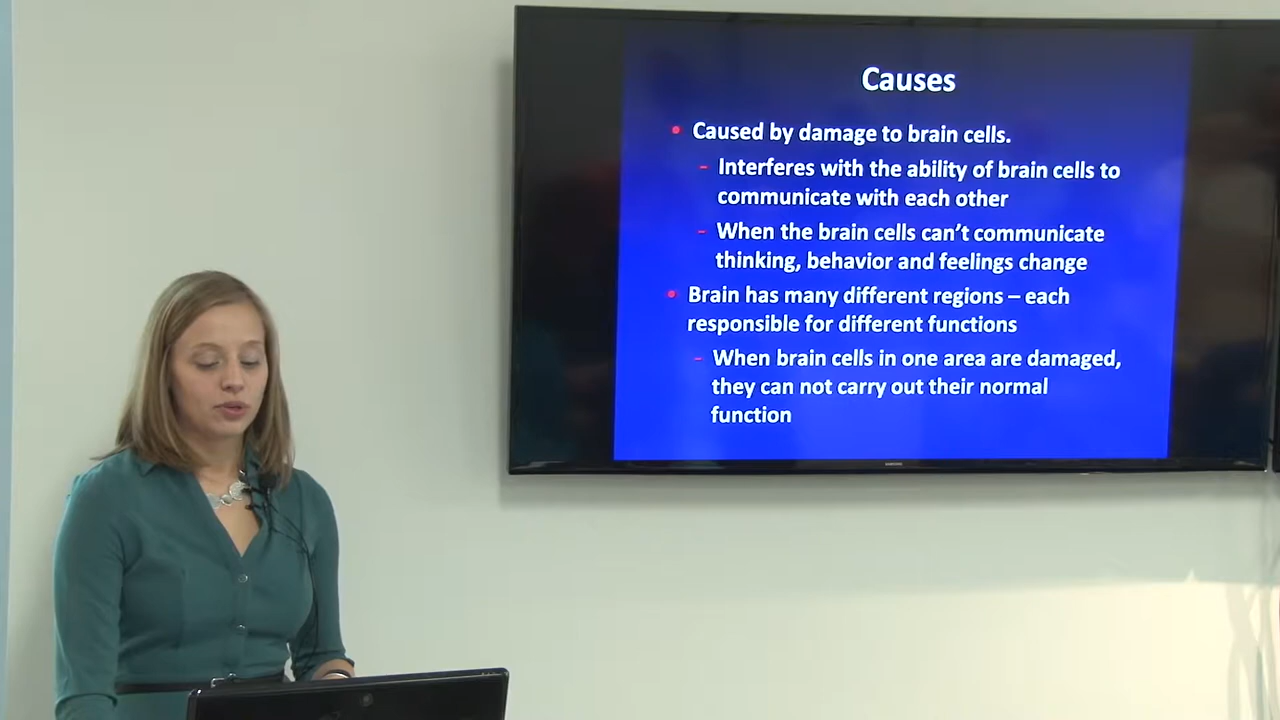 Causes
• Caused by damage to brain cells.
- Interferes with the ability of brain cells to
communicate with each other
- When the brain cells can't communicate
thinking, behavior and feelings change
• Brain has many different regions – each
responsible for different functions
- When brain cells in one area are damaged,
they can not carry out their normal
function
SAMSUNG